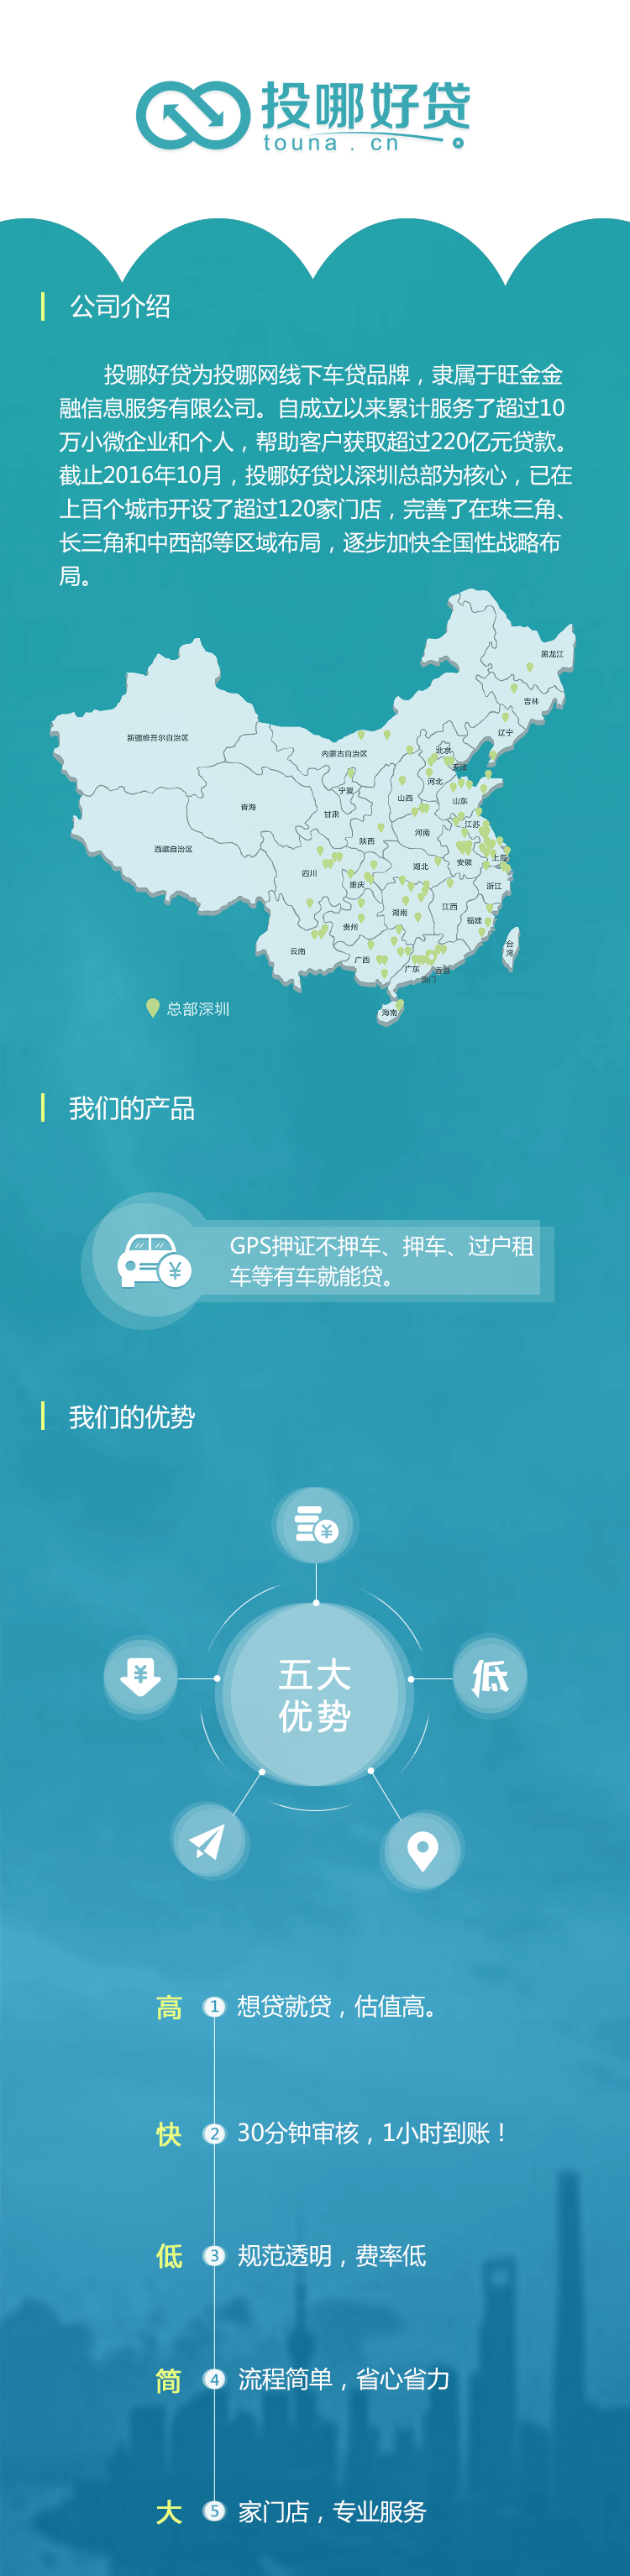 投哪好贷
touna . cn
公司介绍
投哪好贷为投哪网线下车贷品牌，隶属于旺金金
融信息服务有限公司。自成立以来累计服务了超过10
万小微企业和个人，帮助客户获取超过220亿元贷款。
截止2016年10月，投哪好贷以深圳总部为核心，已在
上百个城市开设了超过120家门店，完善了在珠三角、
长三角和中西部等区域布局，逐步加快全国性战略布
局。
黑龙江
吉林
辽宁
新疆维吾尔自治区
内蒙古自治区
北京
天津
河北
宁夏
山西
山东
青海
甘肃
江苏
河南
陕西
西藏自治区
上海
安徽
湖北
四川
重庆
浙江
江西
湖南
福建
贵州
云南
台湾
广西
广东
香港
澳门
海南
总部深圳
我们的产品
GPS押证不押车、押车、过户租
车等有车就能贷。
¥
我们的优势
¥
¥
低
五大
优势
高 1 想贷就贷，估值高。
快 2 30分钟审核，1小时到账！
低 3 规范透明，费率低
简 4 流程简单，省心省力
大 5 家门店，专业服务